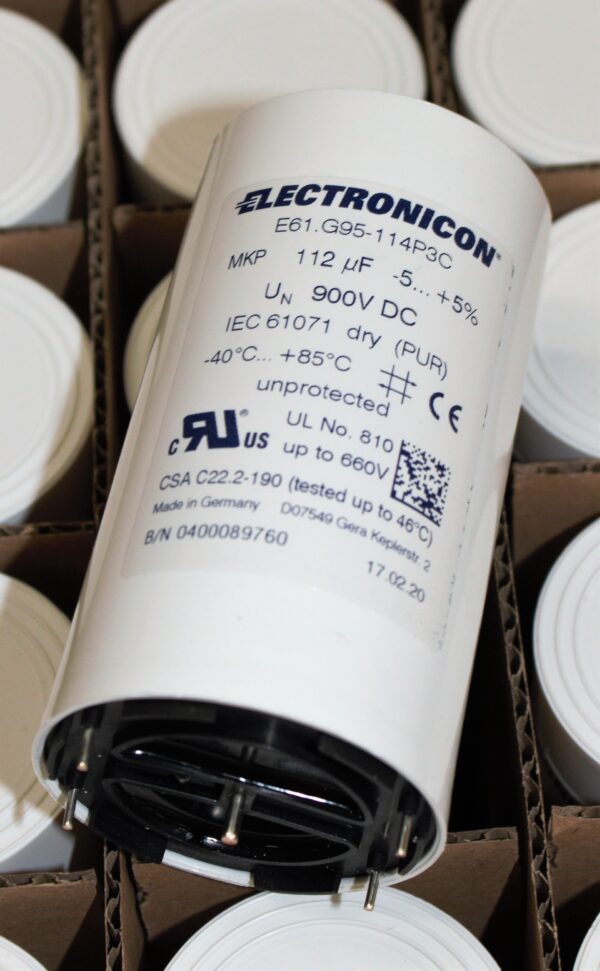 ELECTRONICON®
E61.G95-114P3C
MKP 112 µF -5... +5%
UN 900V DC
IEC 61071 dry (PUR)
-40°C... +85°C
unprotected CE
c RU® US UL No. 810
up to 660V
CSA C22.2-190 (tested up to 46°C)
Made in Germany D07549 Gera Keplerstr. 2
B/N 0400089760 17.02.20